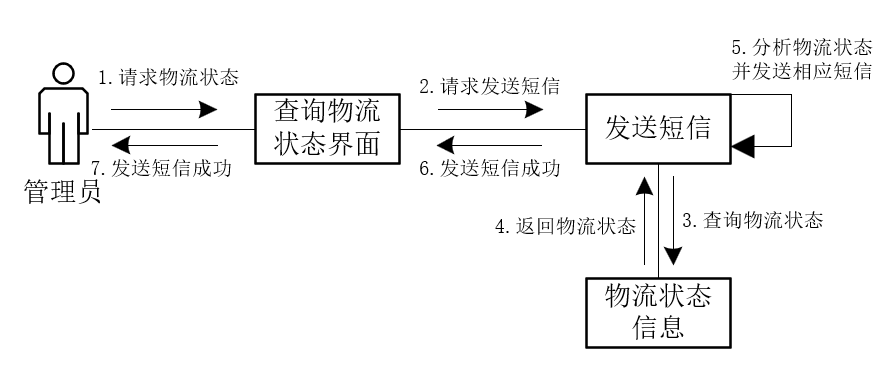 5.分析物流状态
并发送相应短信
1.请求物流状态
2.请求发送短信
查询物流
状态界面
发送短信
7.发送短信成功
6.发送短信成功
管理员
4.返回物流状态
3.查询物流状态
物流状态
信息